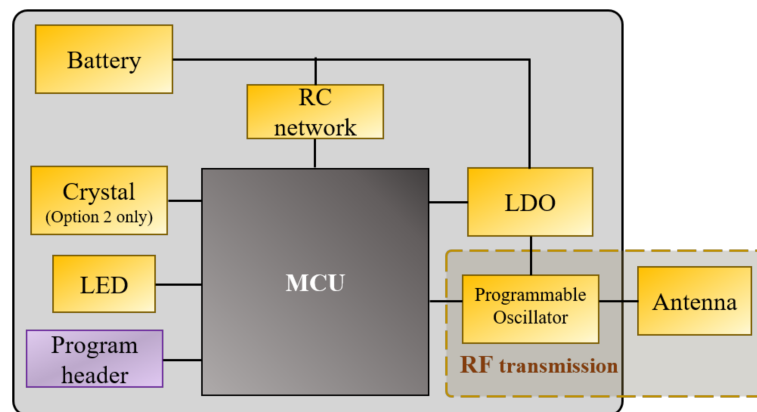 Battery
RC
network
Crystal
(Option 2 only)
LDO
LED
MCU
Programmable
Oscillator
Antenna
Program
header
RF transmission